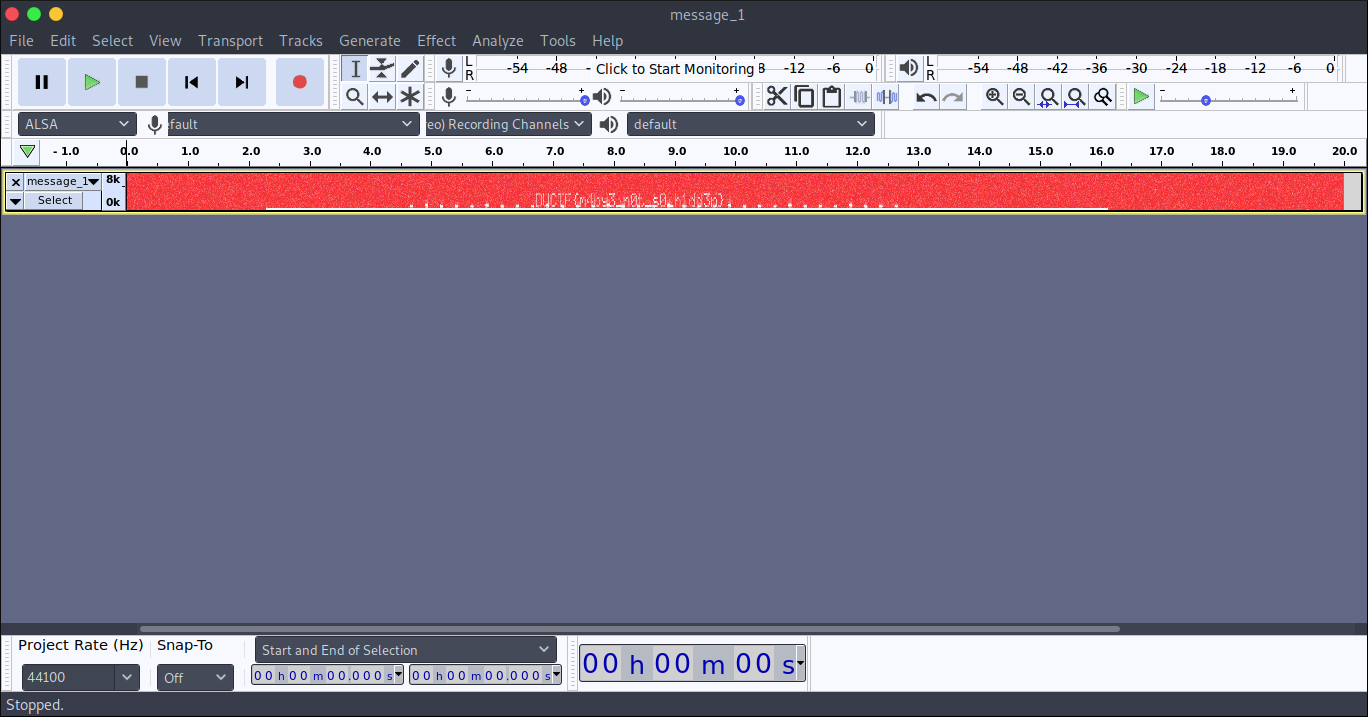 message_1
File Edit Select View Transport Tracks Generate Effect Analyze Tools Help
L R -54 -48 - Click to Start Monitoring 8 -12 -6 0 L R -54 -48 -42 -36 -30 -24 -18 -12 -6 0
- + - + - +
ALSA efault eo) Recording Channels default
- 1.0 0.0 1.0 2.0 3.0 4.0 5.0 6.0 7.0 8.0 9.0 10.0 11.0 12.0 13.0 14.0 15.0 16.0 17.0 18.0 19.0 20.0
message_1 8k
Select 0k
Project Rate (Hz) Snap-To Start and End of Selection
44100 Off 00 h 00 m 00.000 s 00 h 00 m 00.000 s 00 h 00 m 00 s
Stopped.